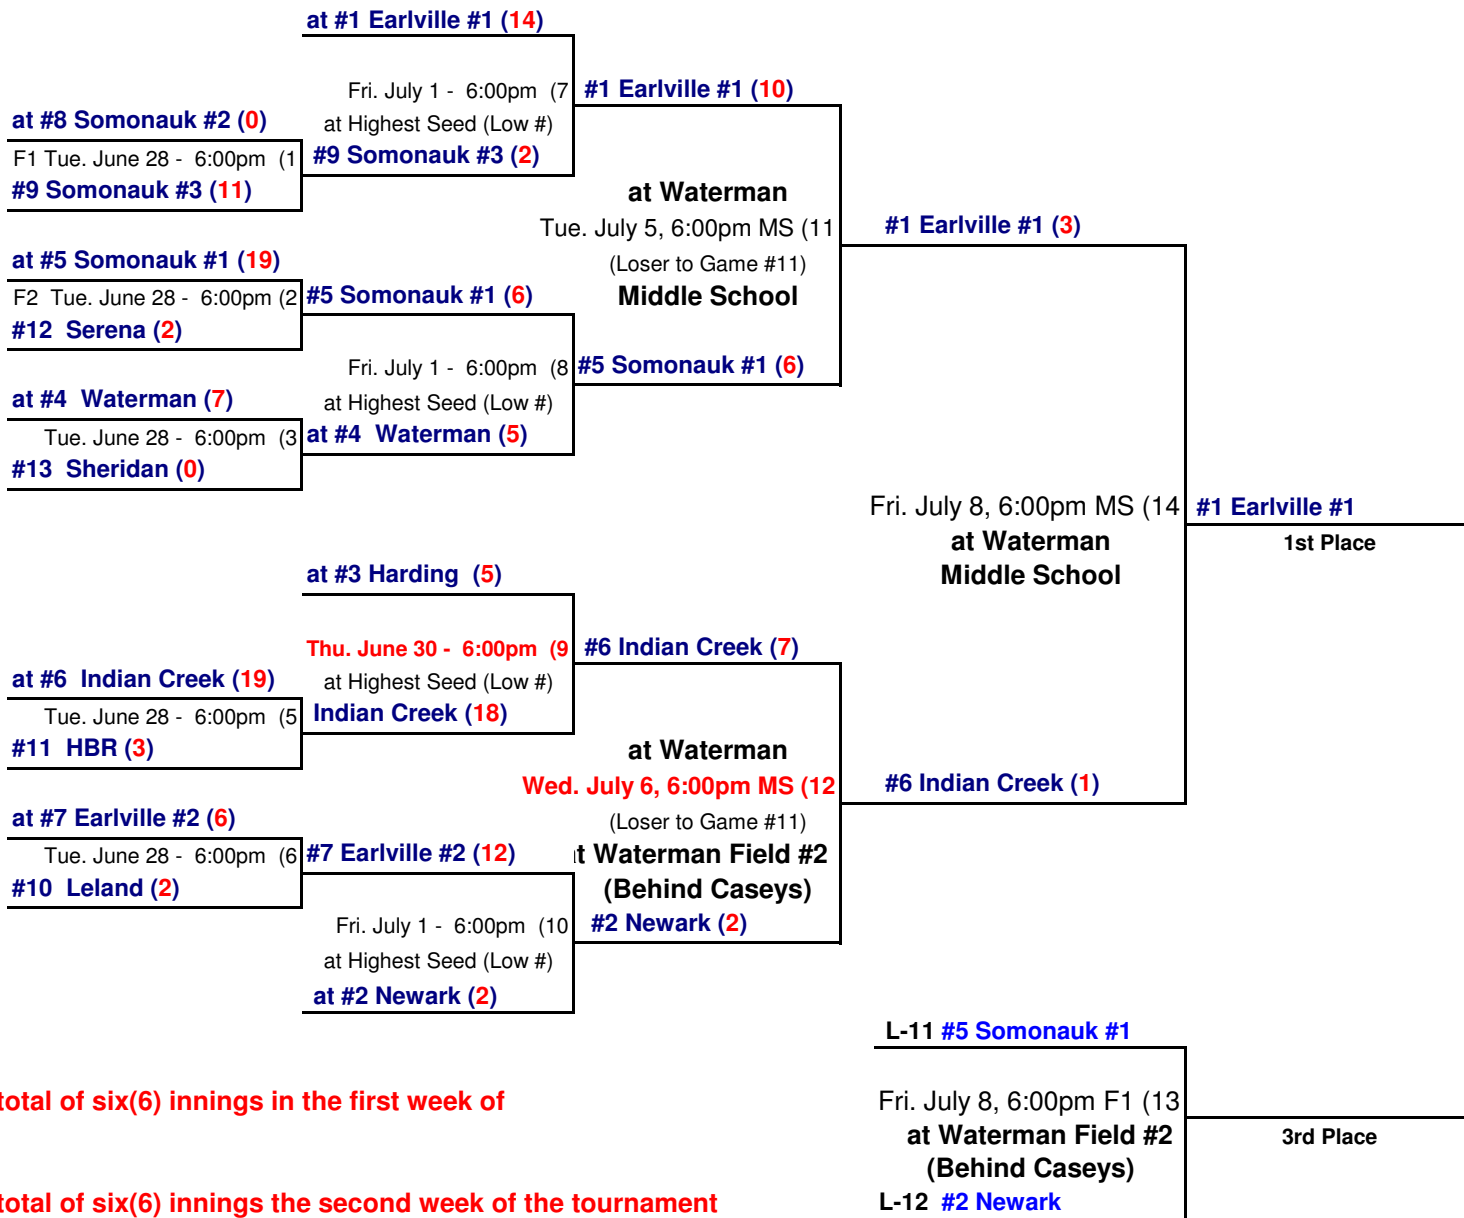 at #1 Earlville #1 (14)
Fri. July 1 - 6:00pm (7
#1 Earlville #1 (10)
at #8 Somonauk #2 (0)
at Highest Seed (Low #)
F1 Tue. June 28 - 6:00pm (1
#9 Somonauk #3 (2)
#9 Somonauk #3 (11)
at Waterman
Tue. July 5, 6:00pm MS (11
#1 Earlville #1 (3)
at #5 Somonauk #1 (19)
(Loser to Game #11)
F2 Tue. June 28 - 6:00pm (2
#5 Somonauk #1 (6)
Middle School
#12 Serena (2)
Fri. July 1 - 6:00pm (8
#5 Somonauk #1 (6)
at #4 Waterman (7)
at Highest Seed (Low #)
Tue. June 28 - 6:00pm (3
at #4 Waterman (5)
#13 Sheridan (0)
Fri. July 8, 6:00pm MS (14
#1 Earlville #1
at Waterman
1st Place
at #3 Harding (5)
Middle School
Thu. June 30 - 6:00pm (9
#6 Indian Creek (7)
at #6 Indian Creek (19)
at Highest Seed (Low #)
Tue. June 28 - 6:00pm (5
Indian Creek (18)
#11 HBR (3)
at Waterman
Wed. July 6, 6:00pm MS (12
#6 Indian Creek (1)
at #7 Earlville #2 (6)
(Loser to Game #11)
Tue. June 28 - 6:00pm (6
#7 Earlville #2 (12)
t Waterman Field #2
#10 Leland (2)
(Behind Caseys)
Fri. July 1 - 6:00pm (10
#2 Newark (2)
at Highest Seed (Low #)
at #2 Newark (2)
L-11 #5 Somonauk #1
total of six(6) innings in the first week of
Fri. July 8, 6:00pm F1 (13
at Waterman Field #2
3rd Place
(Behind Caseys)
total of six(6) innings the second week of the tournament
L-12 #2 Newark